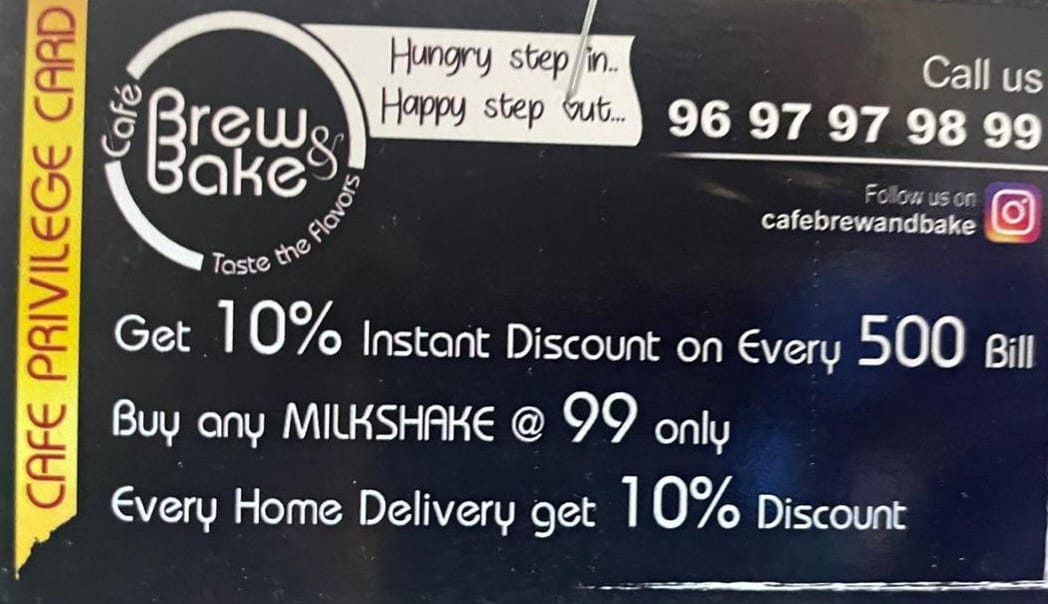 CAFE PRIVILEGE CARD
Café
Brew &
Bake
Taste the Flavors
Hungry step in..
Happy step out...
Call us
96 97 97 98 99
Follow us on
cafebrewandbake
Get 10% Instant Discount on Every 500 Bill
Buy any MILKSHAKE @ 99 only
Every Home Delivery get 10% Discount